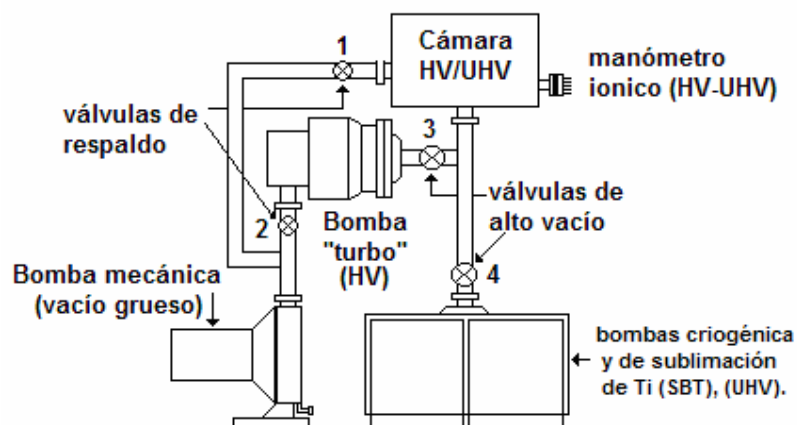 1
Cámara
HV/UHV
manómetro
ionico (HV-UHV)
válvulas de
respaldo
3
válvulas de
alto vacío
2
Bomba
"turbo"
(HV)
4
Bomba mecánica
(vacío grueso)
bombas criogénica
y de sublimación
de Ti (SBT), (UHV).